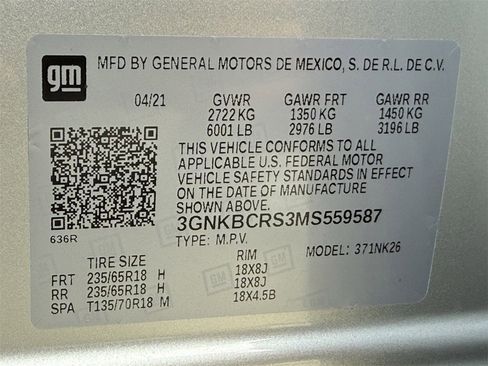 gm
MFD BY GENERAL MOTORS DE MEXICO, S. DE R.L. DE C.V.
04/21 GVWR GAWR FRT GAWR RR
2722 KG 1350 KG 1450 KG
6001 LB 2976 LB 3196 LB
THIS VEHICLE CONFORMS TO ALL
APPLICABLE U.S. FEDERAL MOTOR
VEHICLE SAFETY STANDARDS IN EFFECT
ON THE DATE OF MANUFACTURE
SHOWN ABOVE.
3GNKBCRS3MS559587
636R TYPE: M.P.V. MODEL: 371NK26
TIRE SIZE RIM
FRT 235/65R18 H 18X8J
RR 235/65R18 H 18X8J
SPA T135/70R18 M 18X4.5B